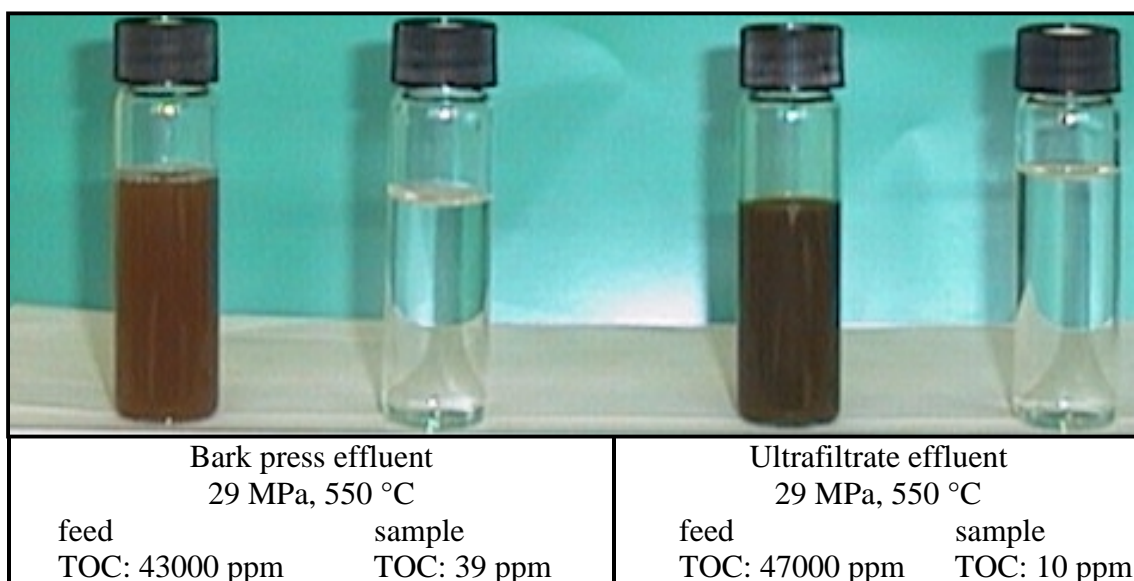 Bark press effluent
29 MPa, 550 °C
feed sample
TOC: 43000 ppm TOC: 39 ppm
Ultrafiltrate effluent
29 MPa, 550 °C
feed sample
TOC: 47000 ppm TOC: 10 ppm